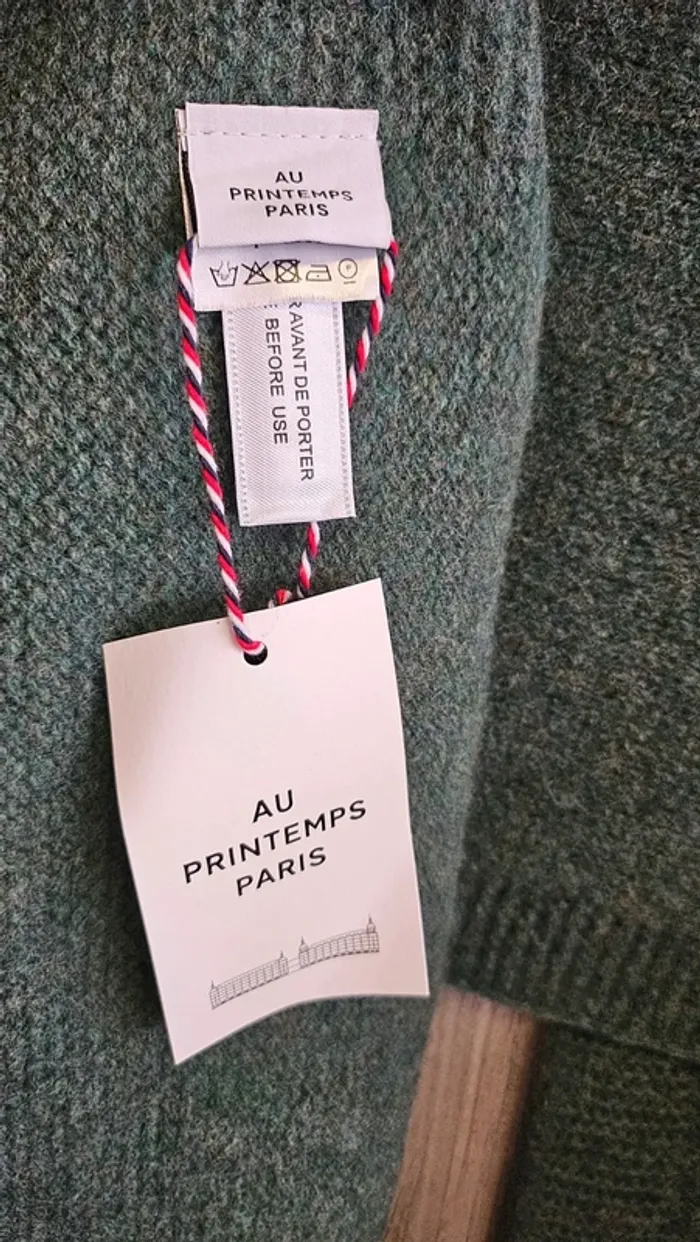 AU
PRINTEMPS
PARIS
AVANT DE PORTER
BEFORE USE
AU
PRINTEMPS
PARIS